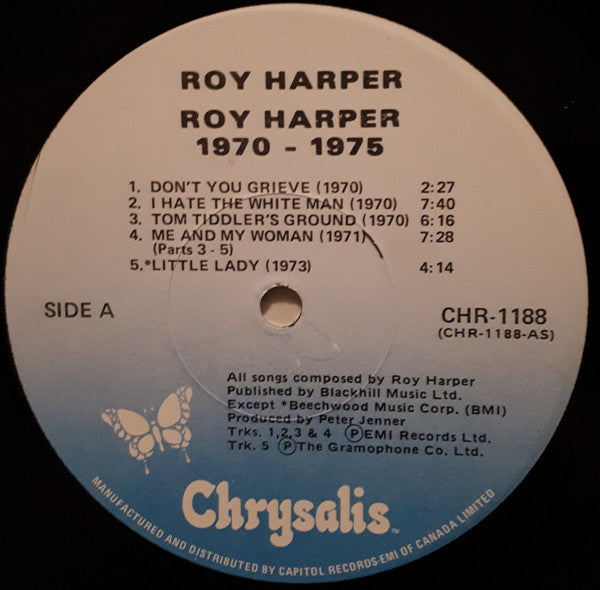 ROY HARPER
ROY HARPER
1970 - 1975
1. DON'T YOU GRIEVE (1970) 2:27
2. I HATE THE WHITE MAN (1970) 7:40
3. TOM TIDDLER'S GROUND (1970) 6:16
4. ME AND MY WOMAN (1971) 7:28
(Parts 3 - 5)
5.*LITTLE LADY (1973) 4:14
SIDE A
CHR-1188
(CHR-1188-AS)
All songs composed by Roy Harper
Published by Blackhill Music Ltd.
Except *Beechwood Music Corp. (BMI)
Produced by Peter Jenner
Trks. 1,2,3 & 4 ℗EMI Records Ltd.
Trk. 5 ℗The Gramophone Co. Ltd.
Chrysalis™
MANUFACTURED AND DISTRIBUTED BY CAPITOL RECORDS-EMI OF CANADA LIMITED